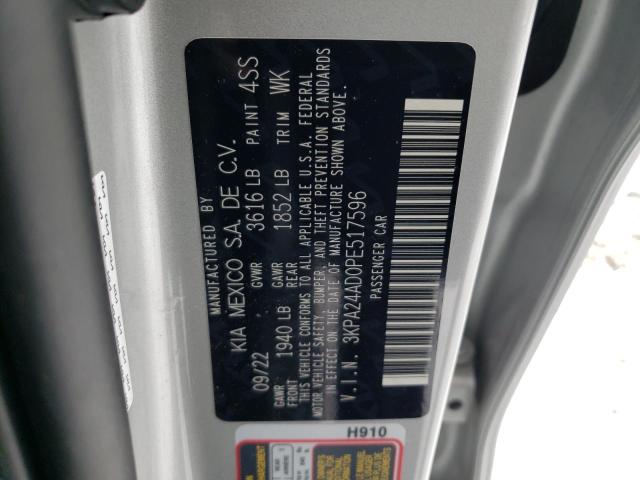 MANUFACTURED BY
KIA MEXICO S.A. DE C.V.
09/22 GVWR 3616 LB PAINT 4SS
GAWR FRONT 1940 LB GAWR REAR 1852 LB TRIM WK
THIS VEHICLE CONFORMS TO ALL APPLICABLE U.S.A. FEDERAL
MOTOR VEHICLE SAFETY, BUMPER, AND THEFT PREVENTION STANDARDS
IN EFFECT ON THE DATE OF MANUFACTURE SHOWN ABOVE.
V.I.N. 3KPA24AD0PE517596
PASSENGER CAR
H910